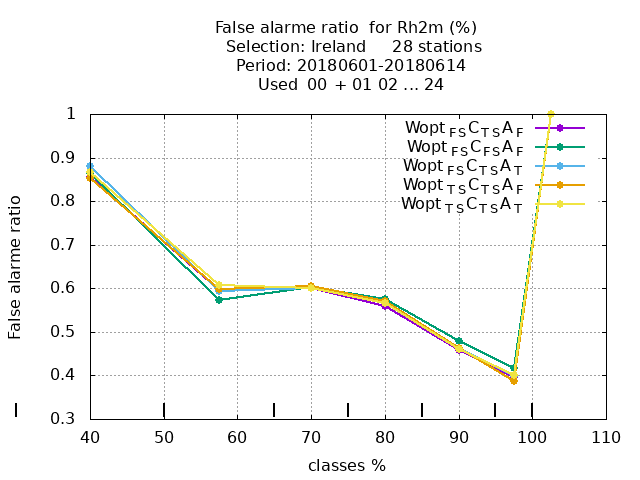 False alarme ratio for Rh2m (%)
Selection: Ireland 28 stations
Period: 20180601-20180614
Used 00 + 01 02 ... 24
Wopt FS C TS A F
Wopt FS C FS A F
Wopt FS C TS A T
Wopt TS C TS A F
Wopt TS C TS A T
False alarme ratio
1
0.9
0.8
0.7
0.6
0.5
0.4
0.3
40 50 60 70 80 90 100 110
classes %